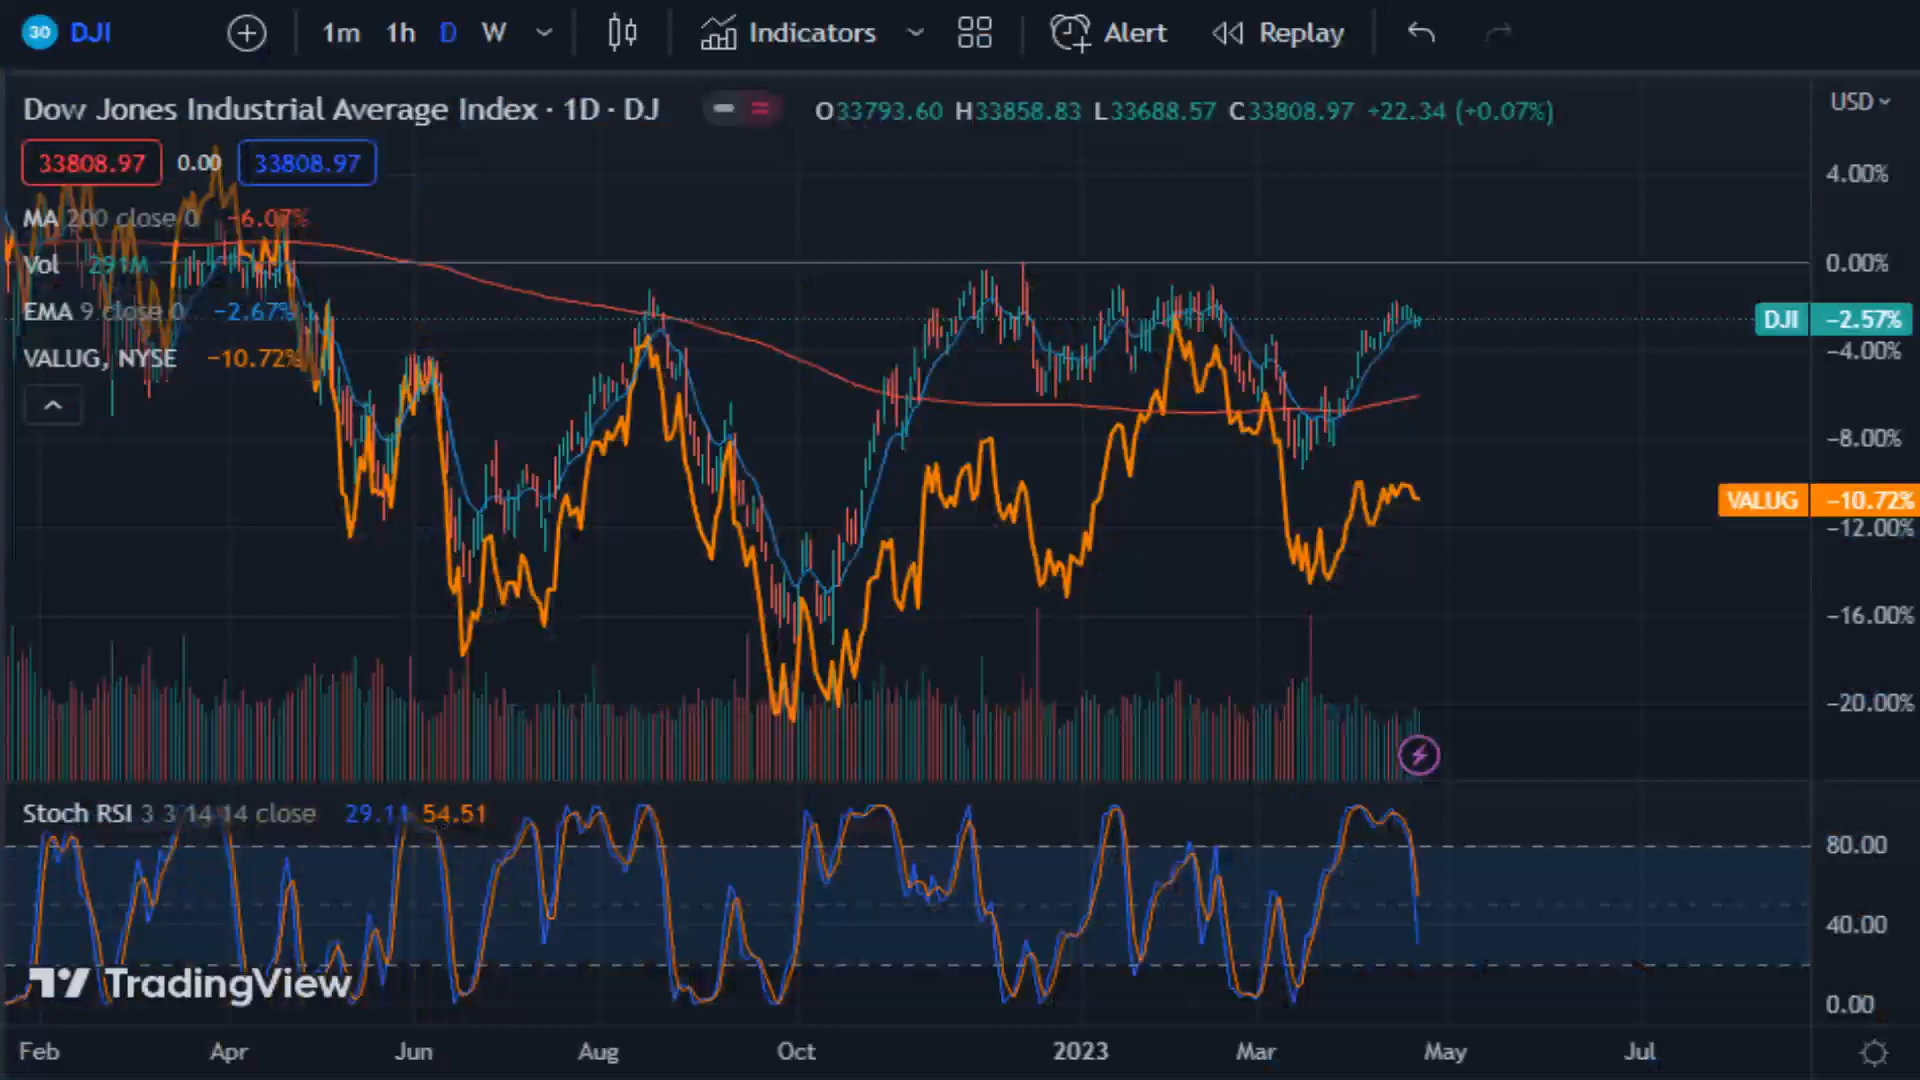 30 DJI 1m 1h D W Indicators Alert Replay
Dow Jones Industrial Average Index · 1D · DJ O33793.60 H33858.83 L33688.57 C33808.97 +22.34 (+0.07%) USD
33808.97 0.00 33808.97
4.00%
MA 200 close 0 −6.07%
Vol 291M
0.00%
EMA 9 close 0 −2.67%
DJI −2.57%
VALUG, NYSE −10.72%
−4.00%
−8.00%
VALUG −10.72%
−12.00%
−16.00%
−20.00%
Stoch RSI 3 3 14 14 close 29.11 54.51
80.00
40.00
TradingView
0.00
Feb Apr Jun Aug Oct 2023 Mar May Jul